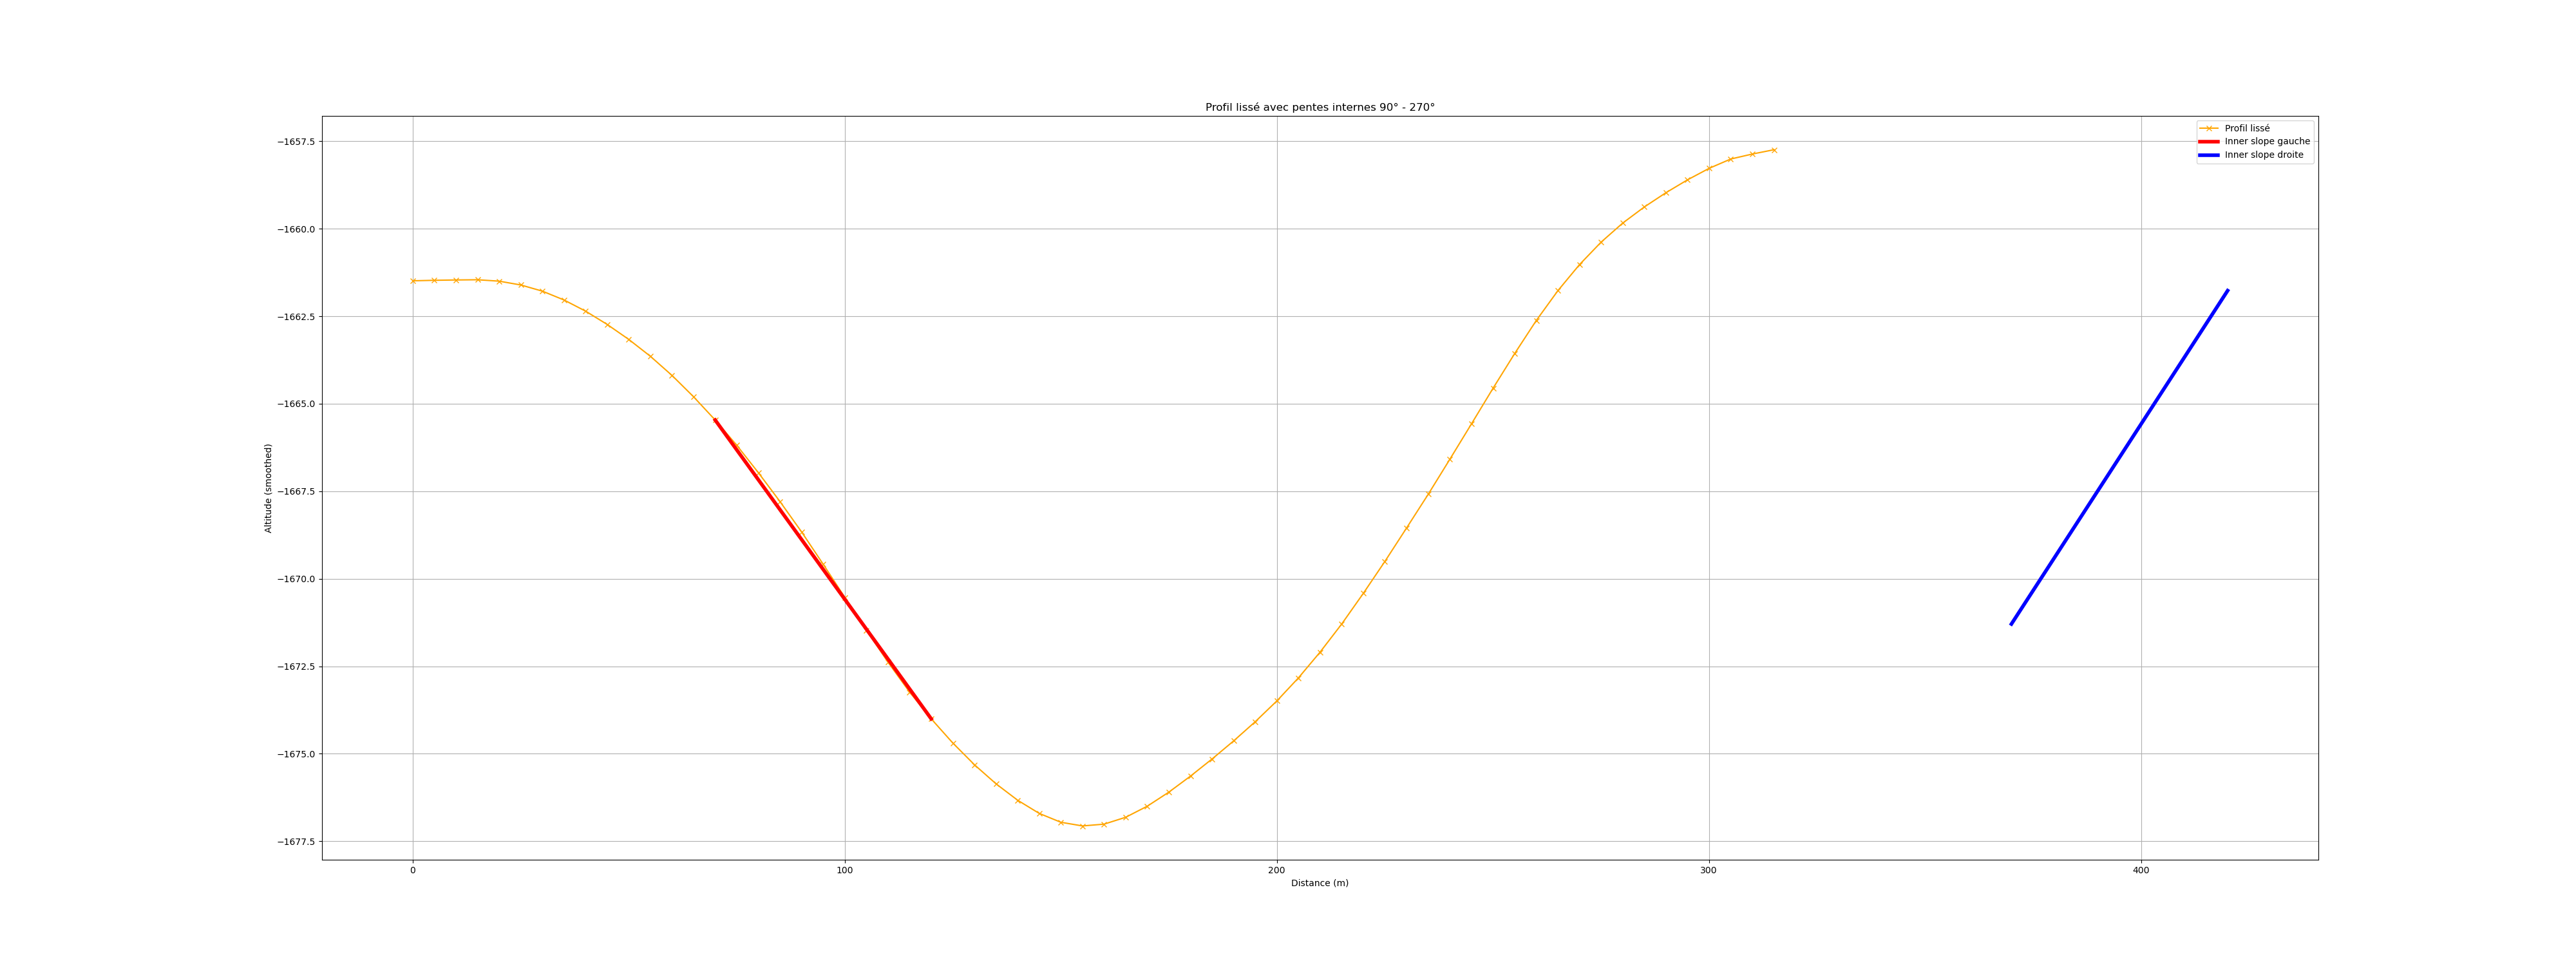 Profil lissé avec pentes internes 90° - 270°
Profil lissé
Inner slope gauche
Inner slope droite
−1657.5
−1660.0
−1662.5
−1665.0
−1667.5
−1670.0
−1672.5
−1675.0
−1677.5
Altitude (smoothed)
0 100 200 300 400
Distance (m)